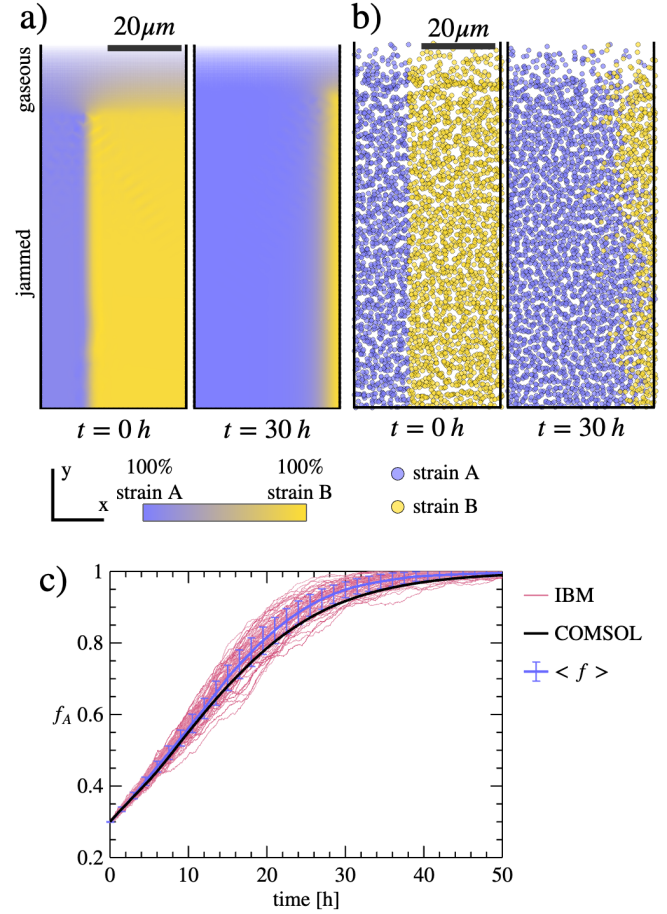 a)
20μm
gaseous
jammed
t = 0 h
t = 30 h
b)
20μm
t = 0 h
t = 30 h
y
x
100%
strain A
100%
strain B
strain A
strain B
c)
1
0.8
0.6
0.4
0.2
f_A
0
10
20
30
40
50
time [h]
IBM
COMSOL
< f >